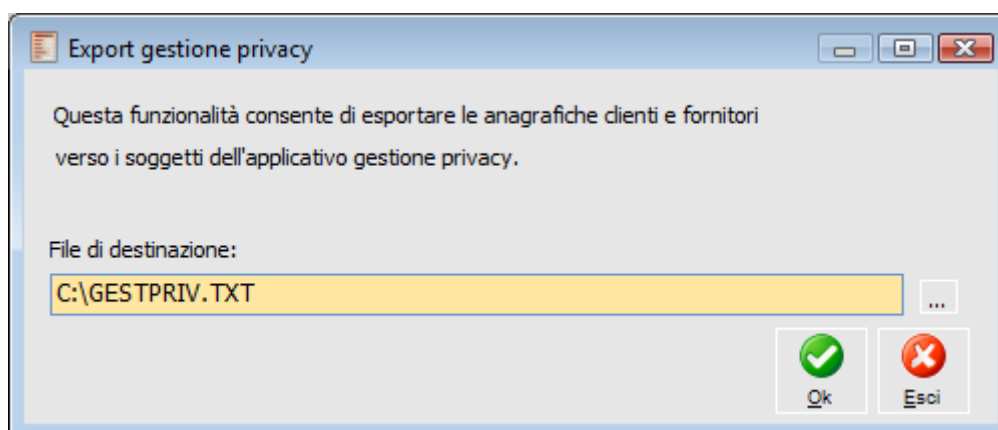 Export gestione privacy
Questa funzionalità consente di esportare le anagrafiche clienti e fornitori
verso i soggetti dell'applicativo gestione privacy.
File di destinazione:
C:\GESTPRIV.TXT
...
Ok
Esci